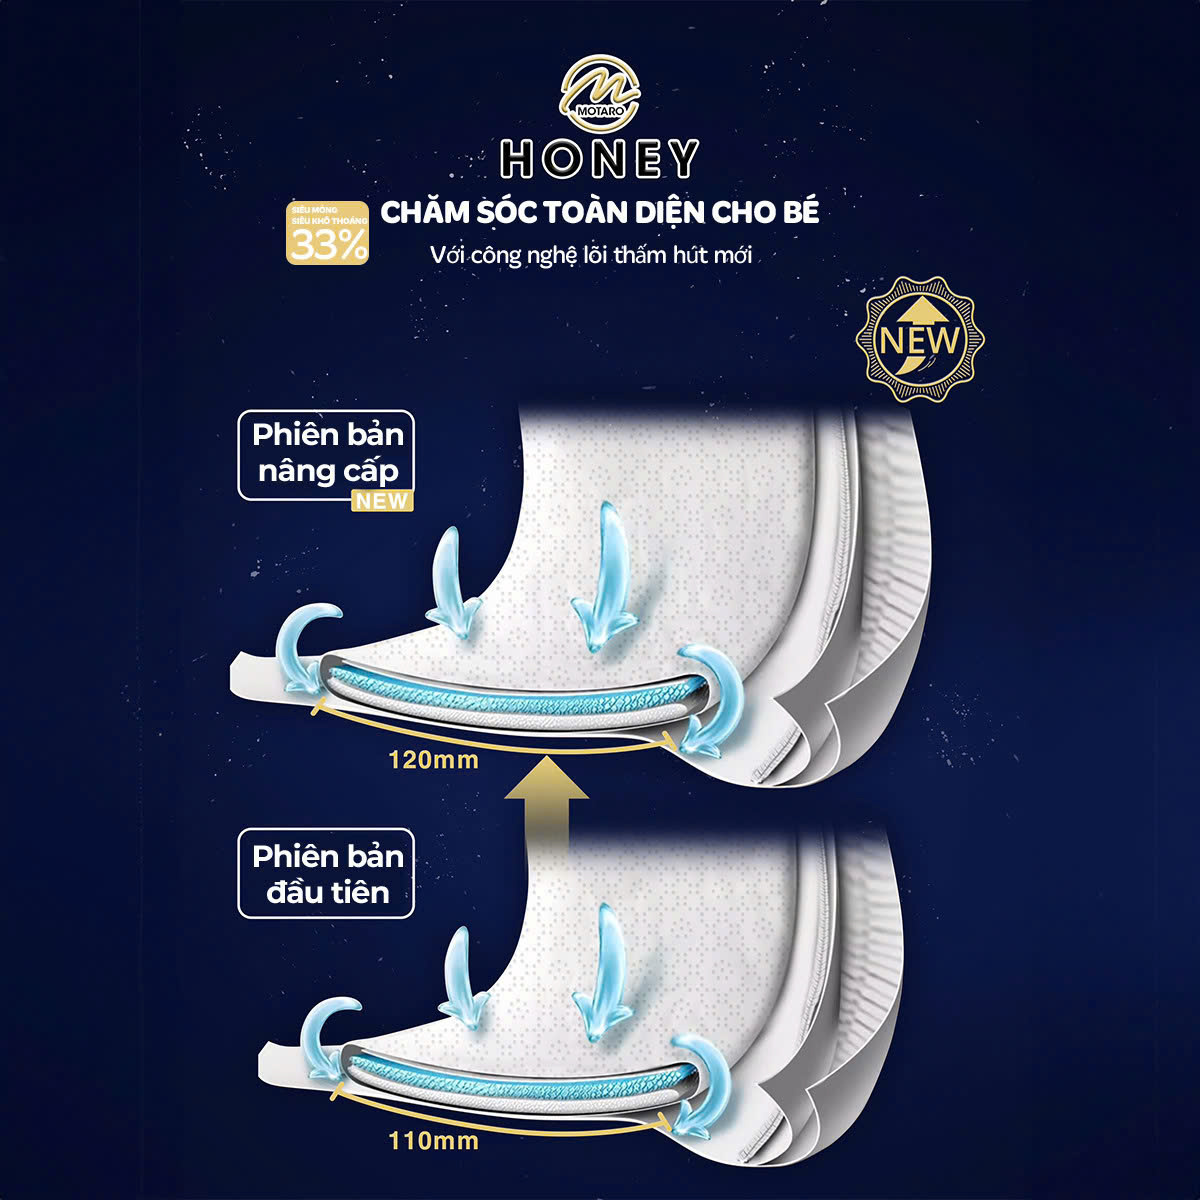 MOTARO
HONEY
SIÊU MỎNG
SIÊU KHÔ THOÁNG
33%
CHĂM SÓC TOÀN DIỆN CHO BÉ
Với công nghệ lõi thấm hút mới
NEW
Phiên bản
nâng cấp
NEW
120mm
Phiên bản
đầu tiên
110mm